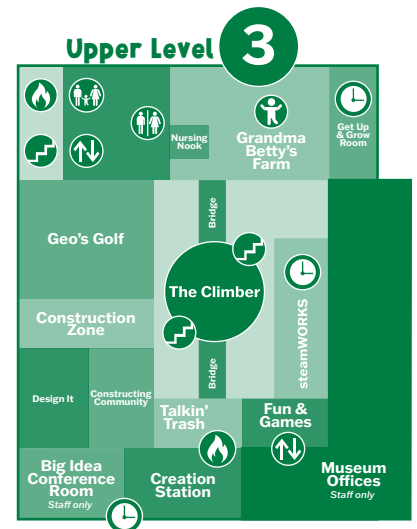 Upper Level 3
Nursing
Nook
Grandma
Betty's
Farm
Get Up
& Grow
Room
Geo's Golf
Bridge
The Climber
Construction
Zone
steamWORKS
Bridge
Design It
Constructing
Community
Talkin'
Trash
Fun &
Games
Big Idea
Conference
Room
Staff only
Creation
Station
Museum
Offices
Staff only